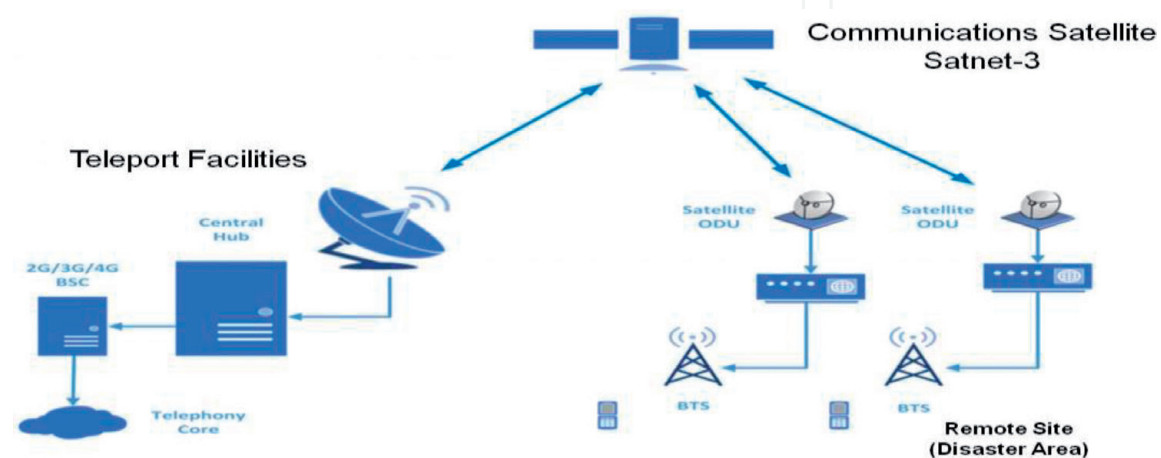 Communications Satellite
Satnet-3
Teleport Facilities
Central
Hub
2G/3G/4G
BSC
Telephony
Core
Satellite
ODU
Satellite
ODU
BTS
BTS
Remote Site
(Disaster Area)